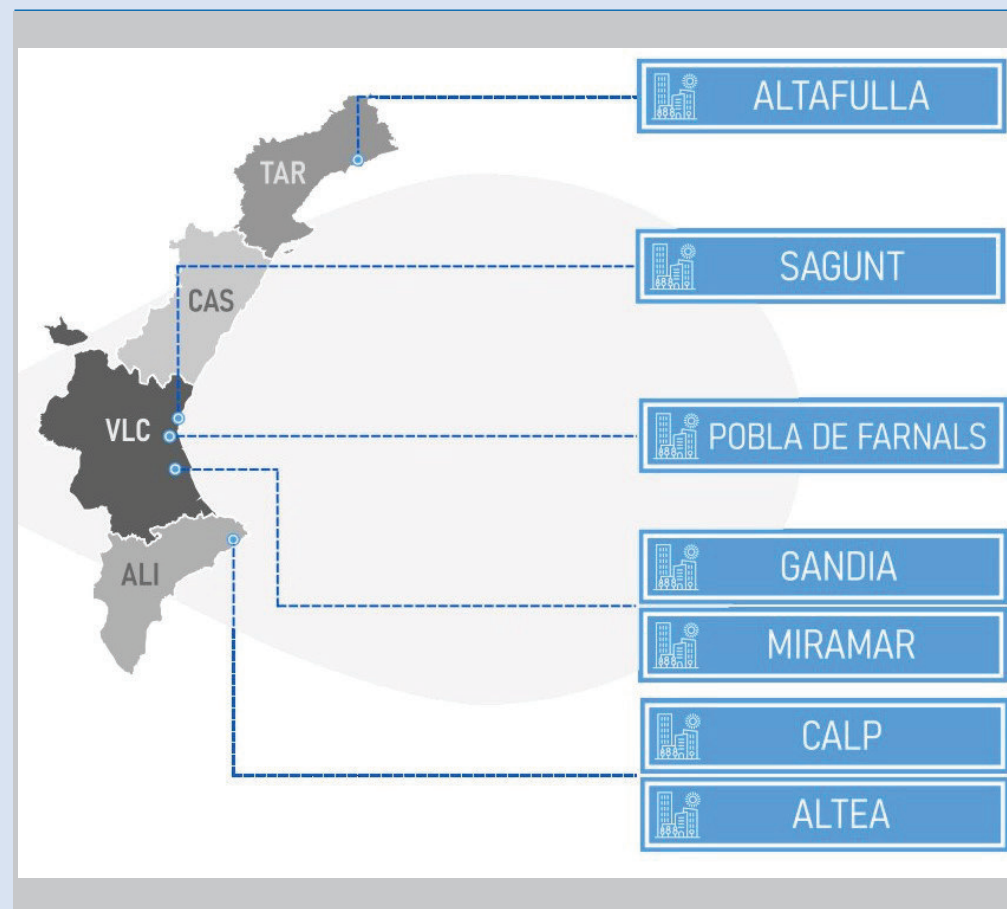 ALTAFULLA
TAR
SAGUNT
CAS
VLC
POBLA DE FARNALS
GANDIA
ALI
MIRAMAR
CALP
ALTEA